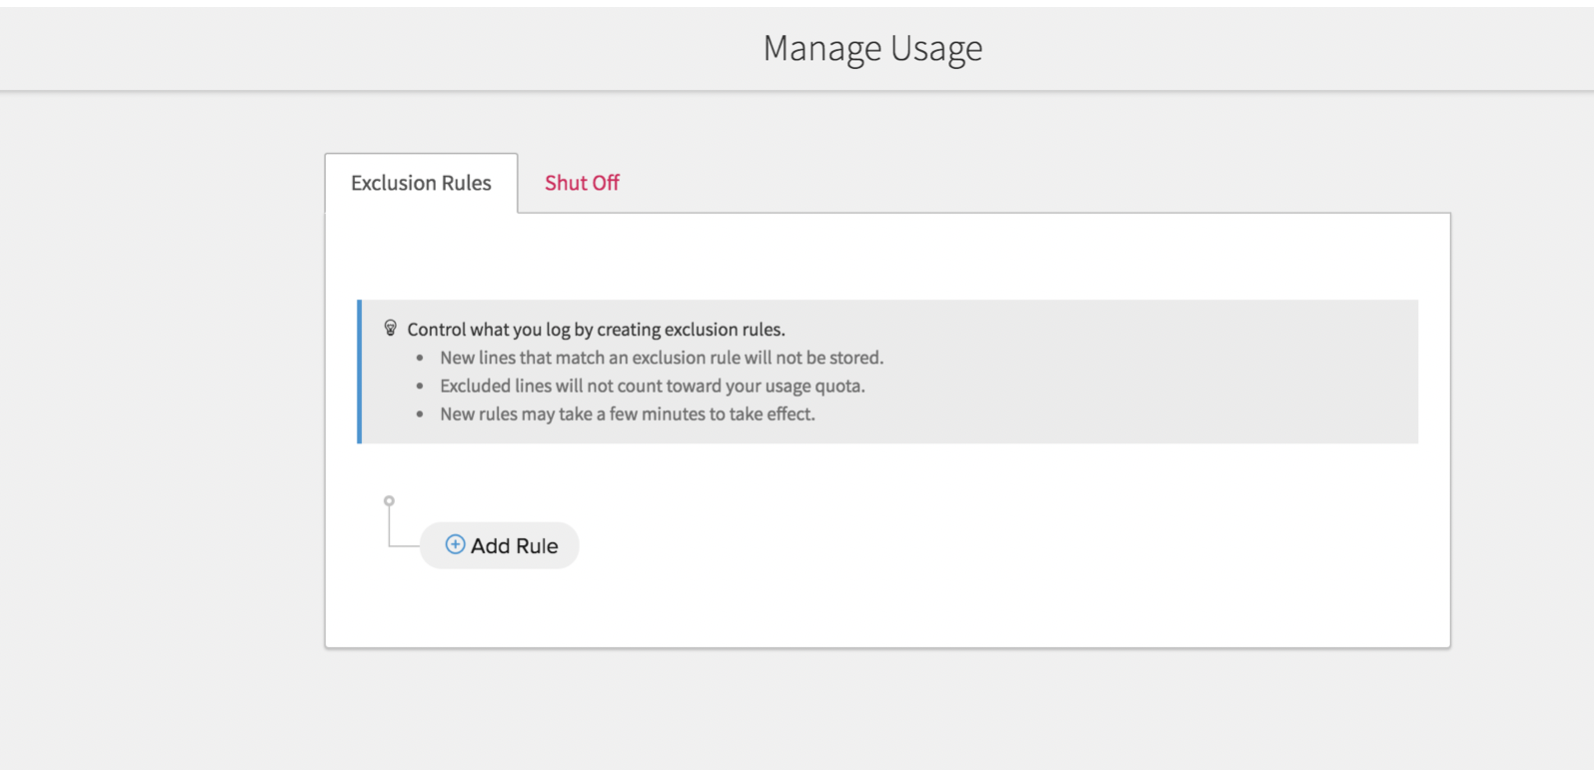 Manage Usage
Exclusion Rules
Shut Off
Control what you log by creating exclusion rules.
• New lines that match an exclusion rule will not be stored.
• Excluded lines will not count toward your usage quota.
• New rules may take a few minutes to take effect.
Add Rule